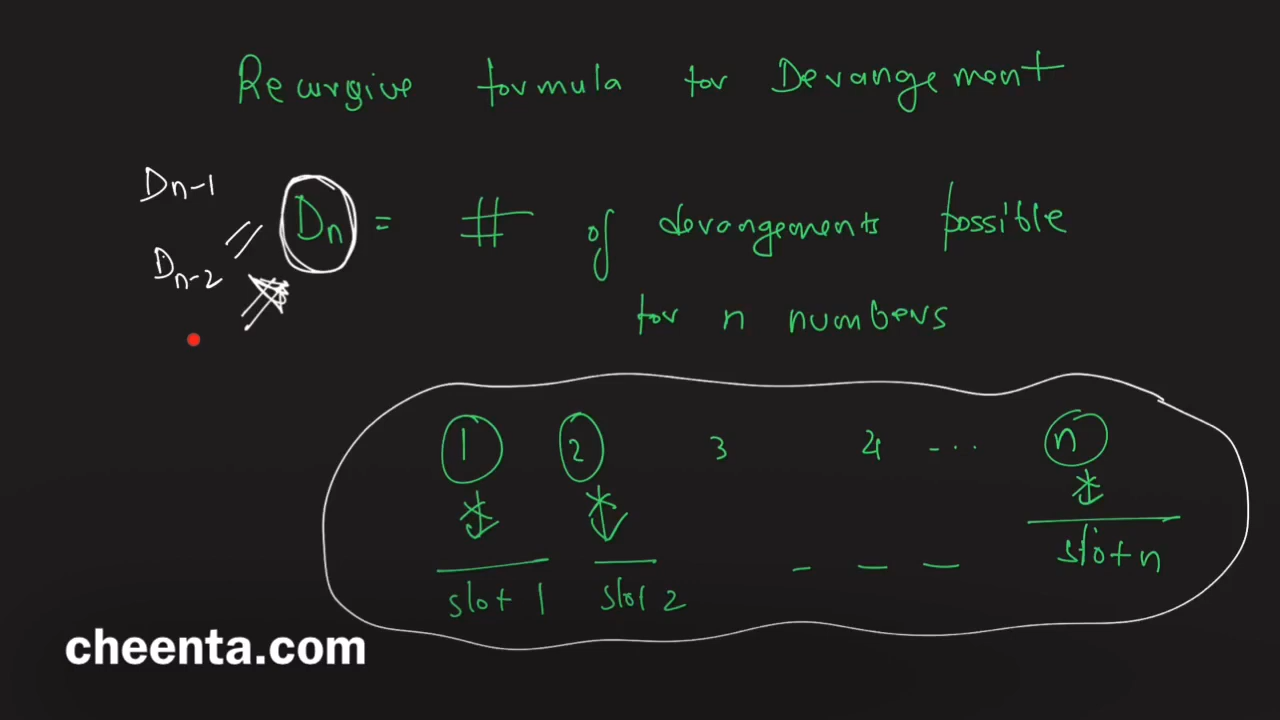 Recursive formula for Derangement
Dn-1
Dn = # of derangements possible
Dn-2
for n numbers
1 2 3 4 -... n
slot 1 slot 2 - - - slot n
cheenta.com